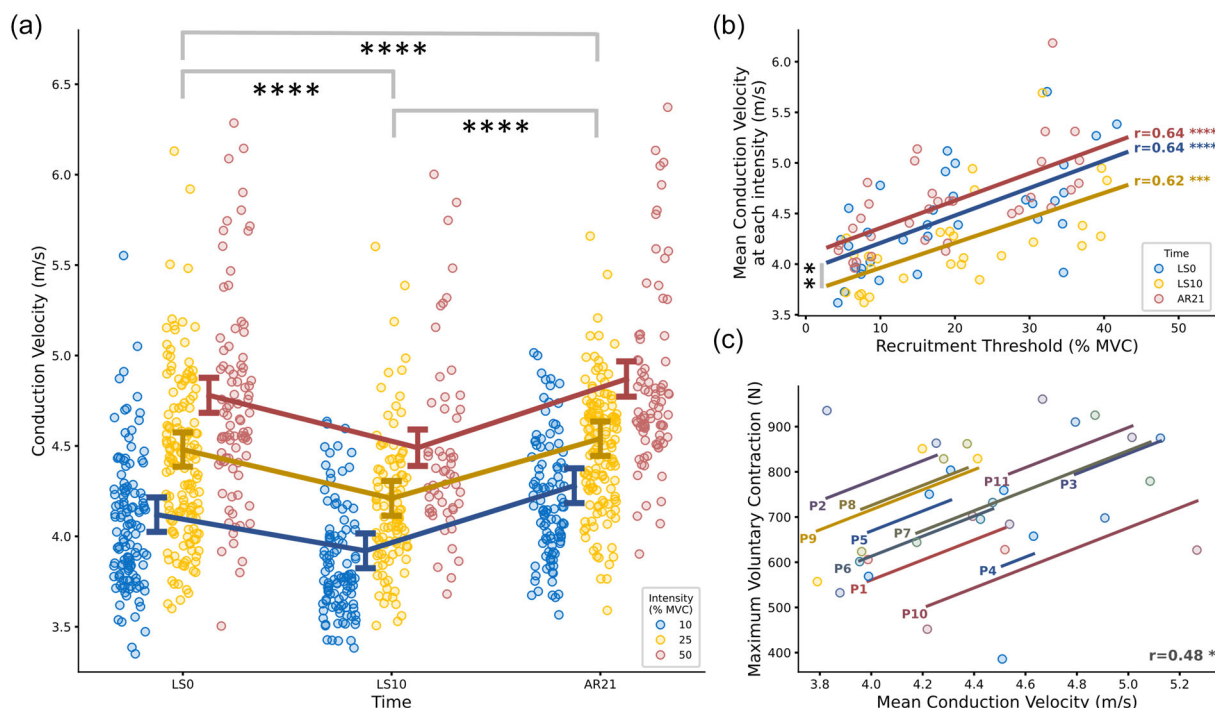 (a)
****
****
****
6.5
6.0
5.5
5.0
4.5
4.0
3.5
Conduction Velocity (m/s)
LS0
LS10
AR21
Time
Intensity
(% MVC)
10
25
50
(b)
Mean Conduction Velocity
at each intensity (m/s)
6.0
5.5
5.0
4.5
4.0
3.5
r=0.64 ****
r=0.64 ****
r=0.62 ***
**
Time
LS0
LS10
AR21
0
10
20
30
40
50
Recruitment Threshold (% MVC)
(c)
Maximum Voluntary Contraction (N)
900
800
700
600
500
400
P2
P8
P11
P3
P9
P5
P7
P6
P1
P4
P10
r=0.48 *
3.8
4.0
4.2
4.4
4.6
4.8
5.0
5.2
Mean Conduction Velocity (m/s)